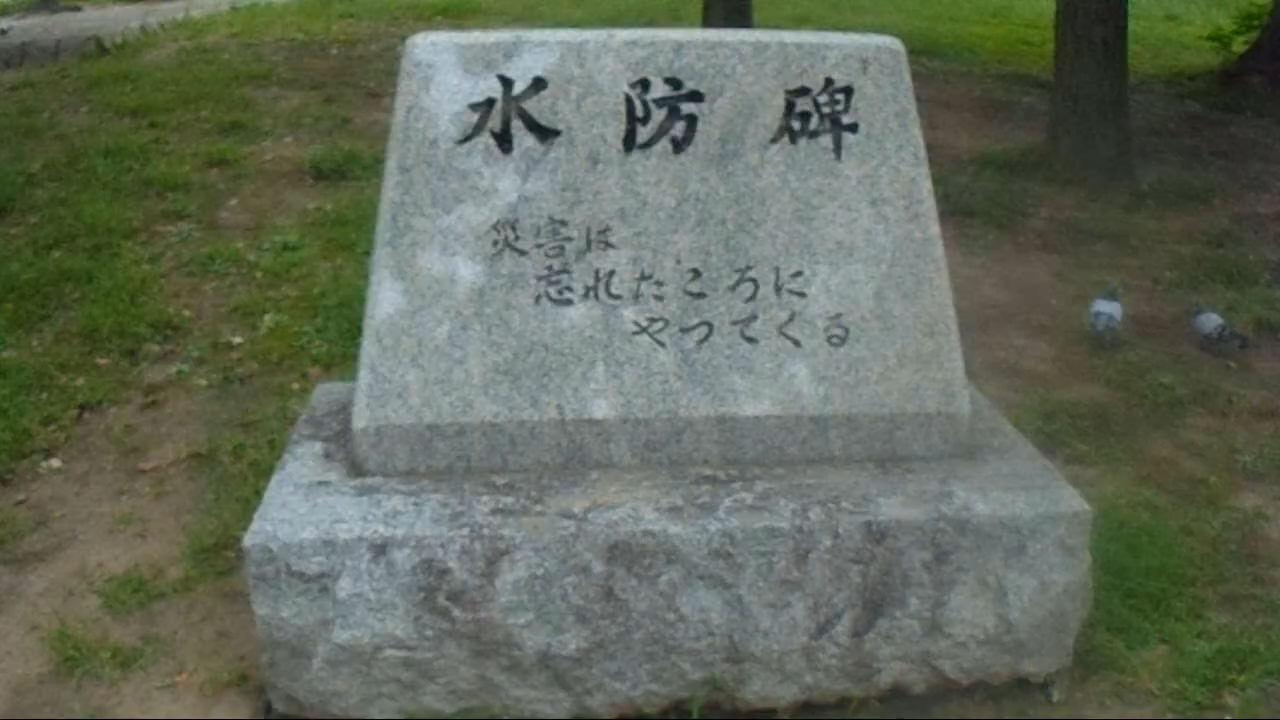 水防碑
災害は
忘れたころに
やってくる